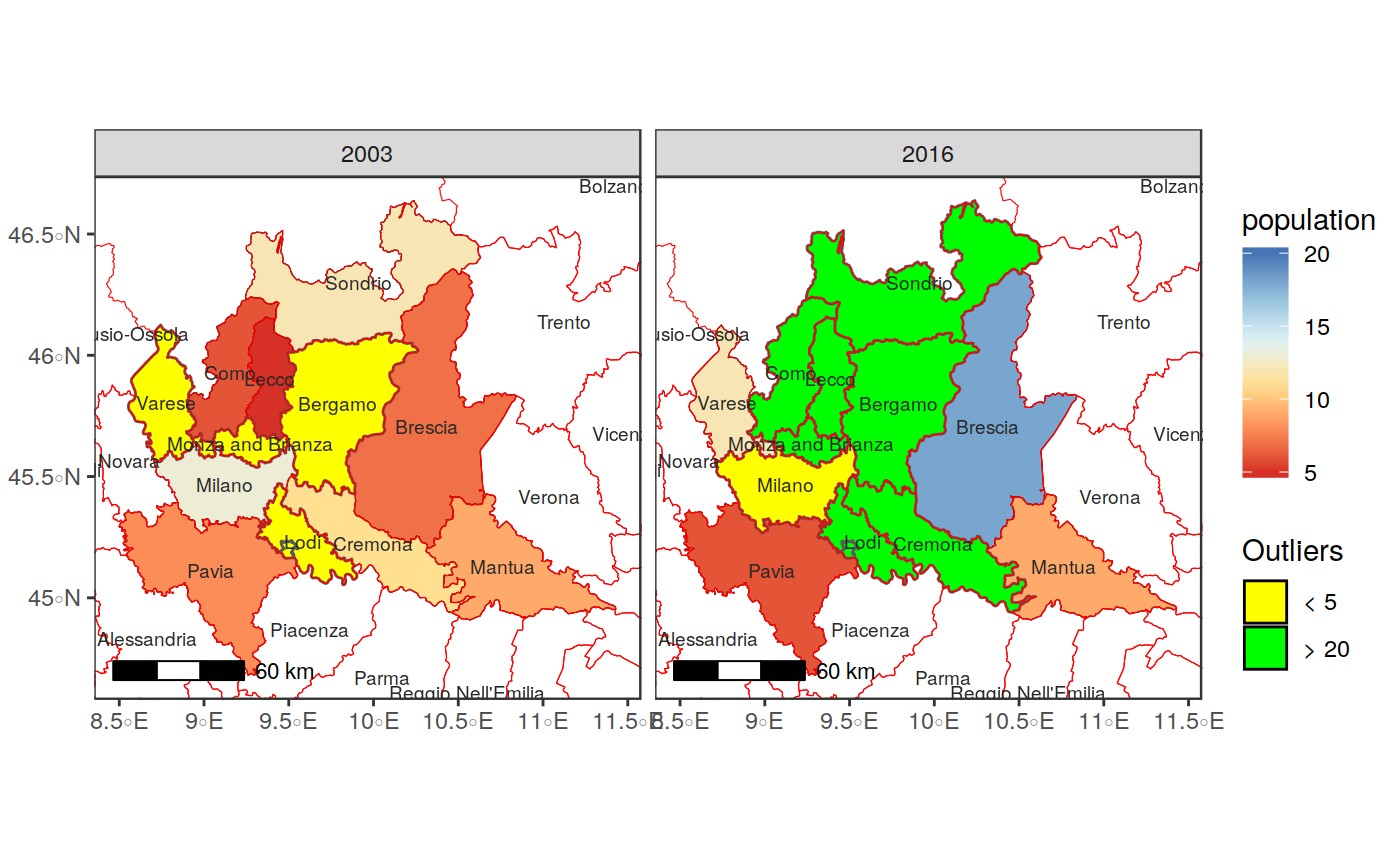 2003
2016
Bolzan
Bolzan
population
46.5°N
Sondrio
Sondrio
20
usio-Ossola
Trento
usio-Ossola
Trento
15
46°N
Como
Lecco
Como
Lecco
Varese
Bergamo
Varese
Bergamo
10
Brescia
Brescia
Monza and Brianza
Vicen
Monza and Brianza
Vicen
Novara
Novara
5
45.5°N
Milano
Verona
Milano
Verona
Lodi
Cremona
Lodi
Cremona
Outliers
Pavia
Mantua
Pavia
Mantua
45°N
< 5
Alessandria
Piacenza
Alessandria
Piacenza
> 20
60 km
Parma
60 km
Parma
Reggio Nell'Emilia
Reggio Nell'Emilia
8.5°E 9°E 9.5°E 10°E 10.5°E 11°E 11.5°E
8.5°E 9°E 9.5°E 10°E 10.5°E 11°E 11.5°E